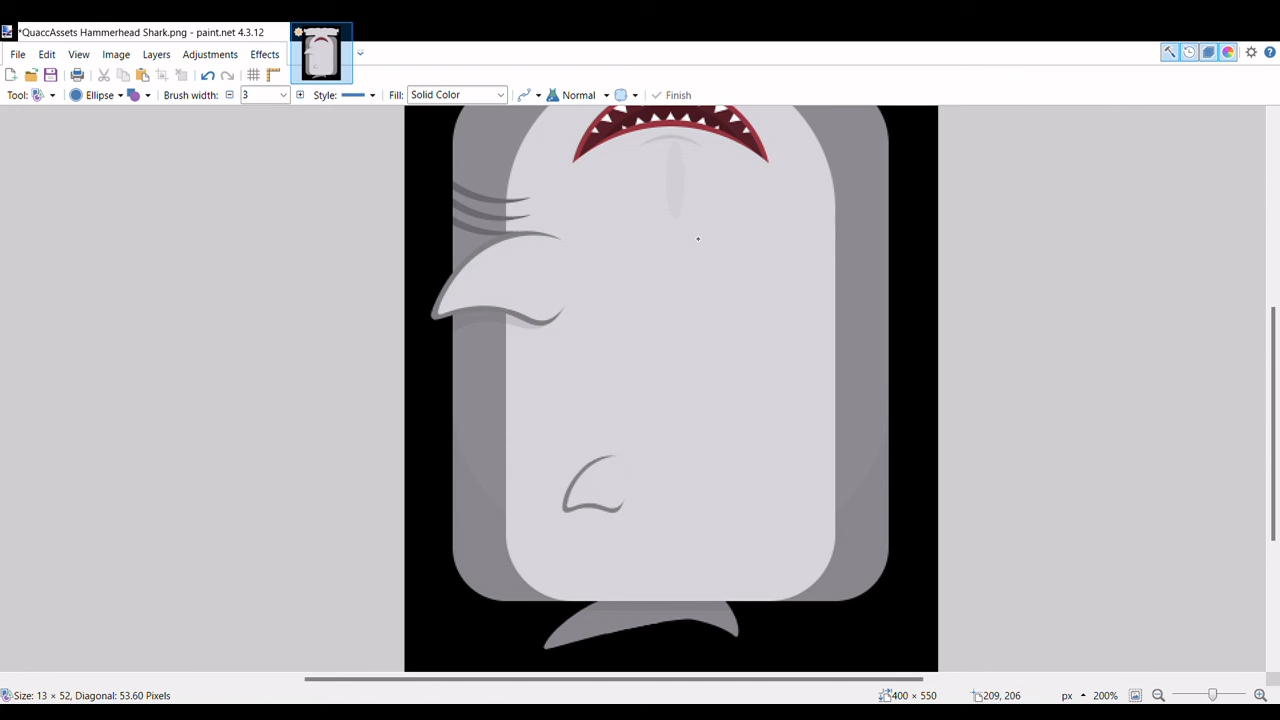 *QuaccAssets Hammerhead Shark.png - paint.net 4.3.12
File Edit View Image Layers Adjustments Effects
Tool: Ellipse Brush width: 3 Style: Fill: Solid Color Normal Finish
Size: 13 × 52, Diagonal: 53.60 Pixels 400 × 550 209, 206 px 200%